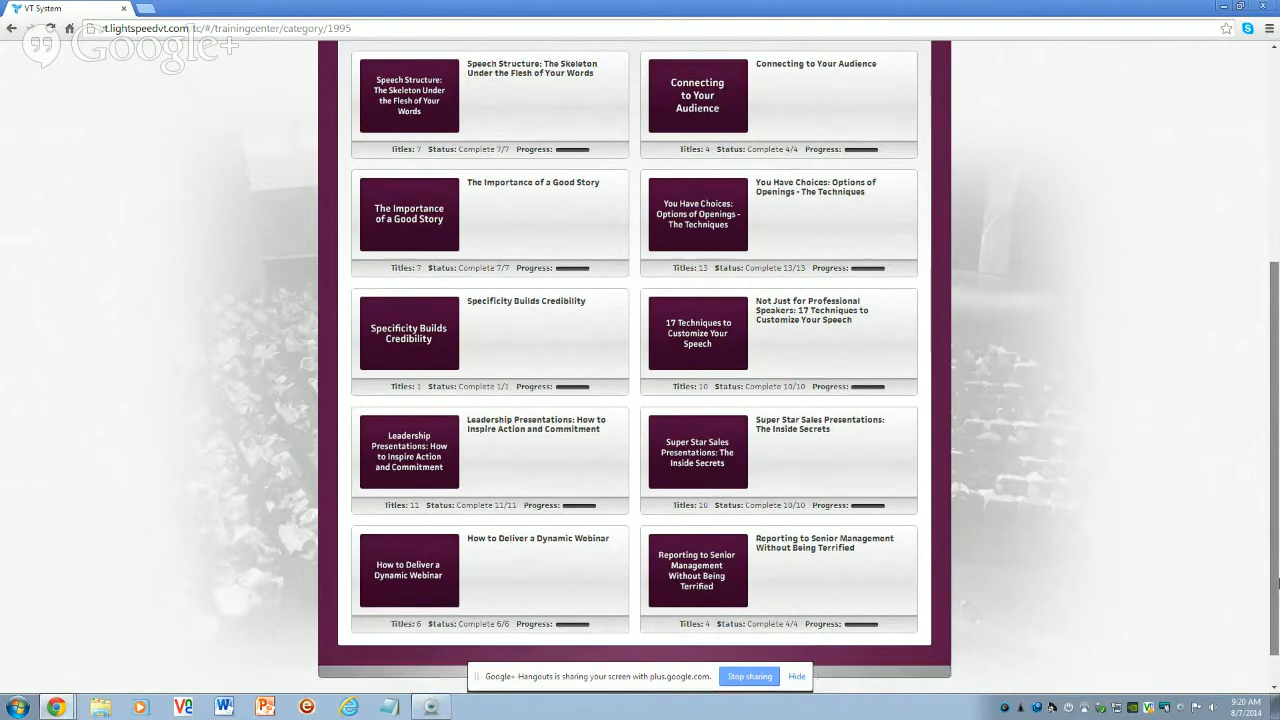 VT System
t.lightspeedvt.com/tc/#/trainingcenter/category/1995
Google+
Speech Structure:
The Skeleton Under
the Flesh of Your
Words
Speech Structure: The Skeleton
Under the Flesh of Your Words
Titles: 7 Status: Complete 7/7 Progress:
Connecting
to Your
Audience
Connecting to Your Audience
Titles: 4 Status: Complete 4/4 Progress:
The Importance
of a Good Story
The Importance of a Good Story
Titles: 7 Status: Complete 7/7 Progress:
You Have Choices:
Options of Openings -
The Techniques
You Have Choices: Options of
Openings - The Techniques
Titles: 13 Status: Complete 13/13 Progress:
Specificity Builds
Credibility
Specificity Builds Credibility
Titles: 1 Status: Complete 1/1 Progress:
17 Techniques to
Customize Your
Speech
Not Just for Professional
Speakers: 17 Techniques to
Customize Your Speech
Titles: 10 Status: Complete 10/10 Progress:
Leadership
Presentations: How
to Inspire Action
and Commitment
Leadership Presentations: How to
Inspire Action and Commitment
Titles: 11 Status: Complete 11/11 Progress:
Super Star Sales
Presentations: The
Inside Secrets
Super Star Sales Presentations:
The Inside Secrets
Titles: 10 Status: Complete 10/10 Progress:
How to Deliver a
Dynamic Webinar
How to Deliver a Dynamic Webinar
Titles: 6 Status: Complete 6/6 Progress:
Reporting to Senior
Management
Without Being
Terrified
Reporting to Senior Management
Without Being Terrified
Titles: 4 Status: Complete 4/4 Progress:
Google+ Hangouts is sharing your screen with plus.google.com.
Stop sharing
Hide
9:20 AM
8/7/2014